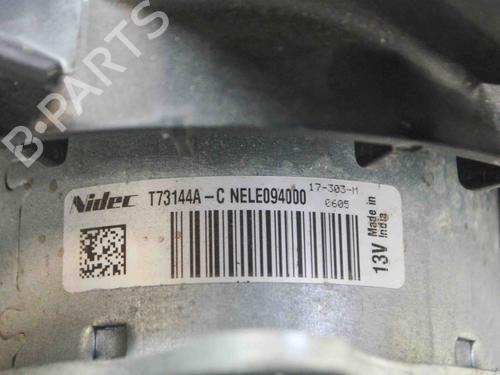 B-PARTS
Nidec T73144A-C NELE094000 17-303-M
0605
13V Made in
India